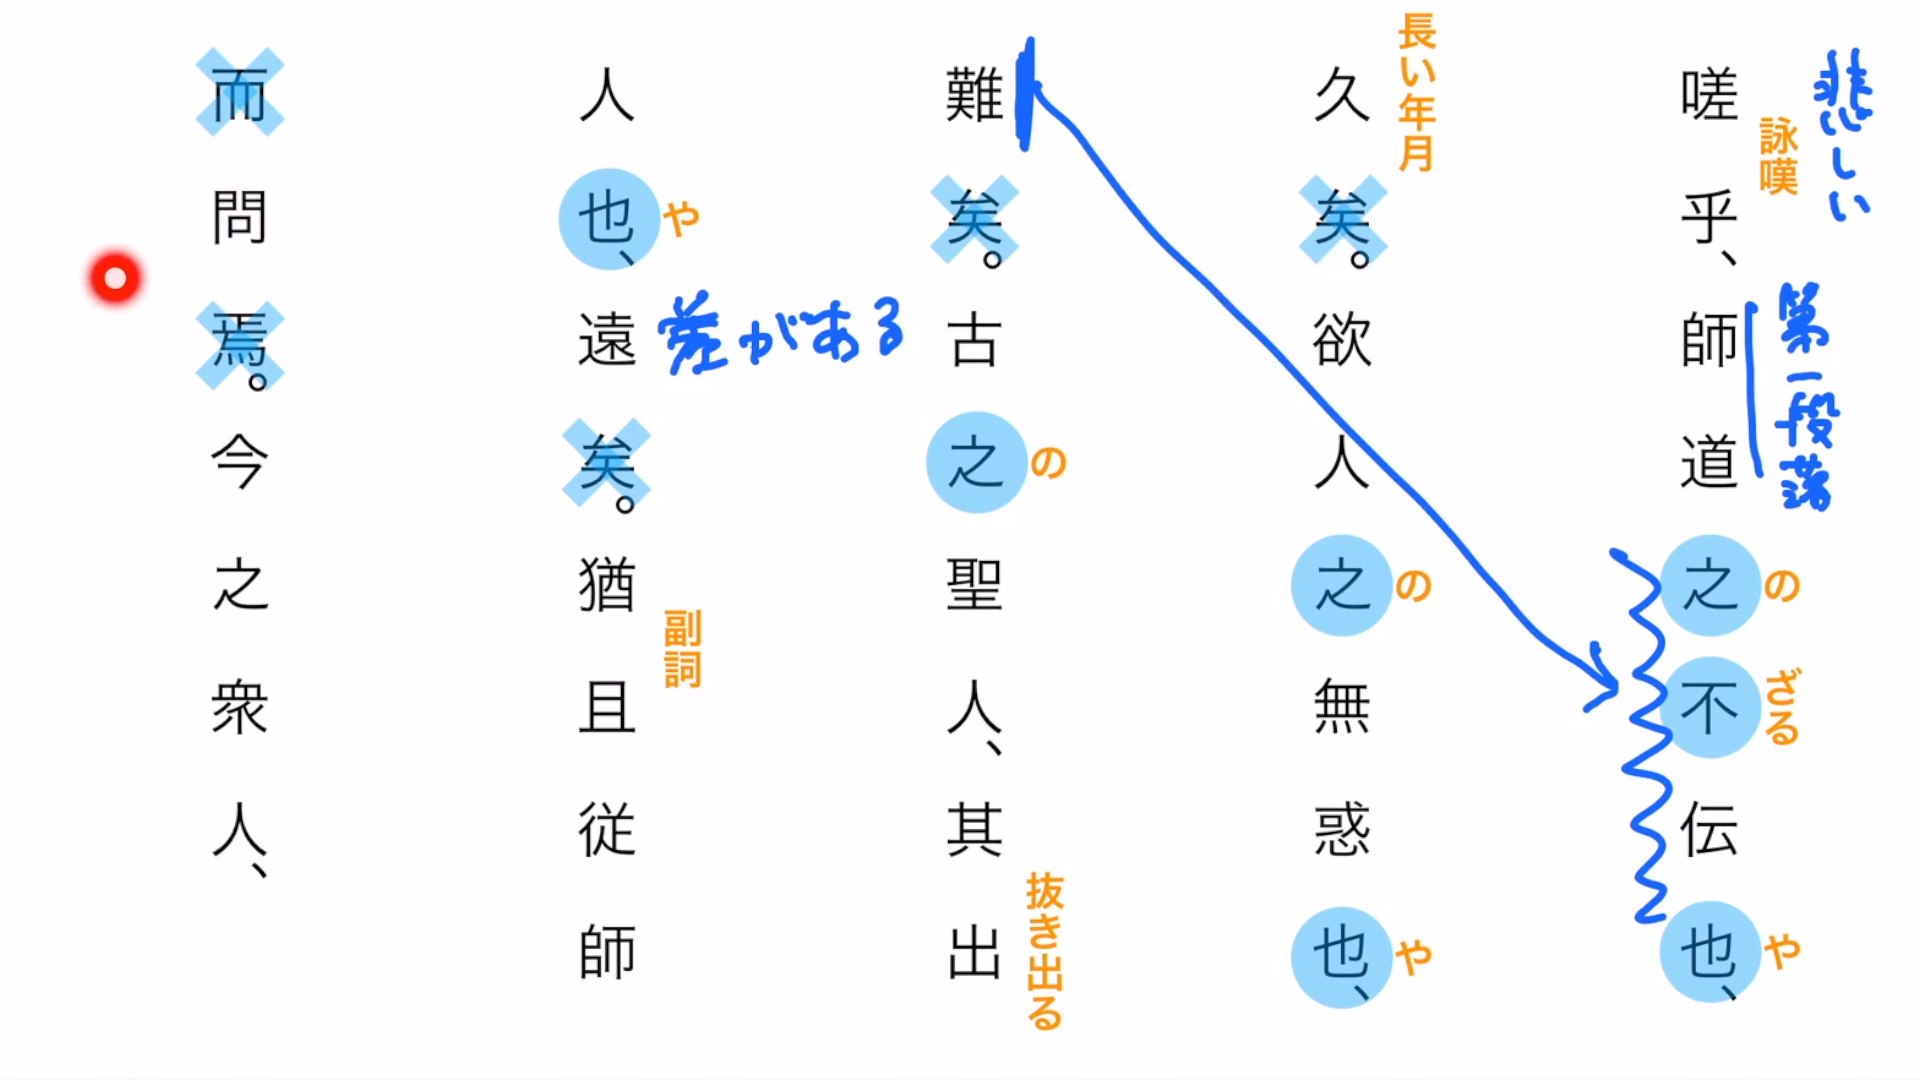 悲しい
詠嘆
嗟乎、師道之不伝也、
第一段落
の
ざる
や
長い年月
久矣。欲人之無惑也、
の
や
難矣。古之聖人、其出
の
抜き出る
人也、遠矣。猶且従師
や
差がある
副詞
而問焉。今之衆人、